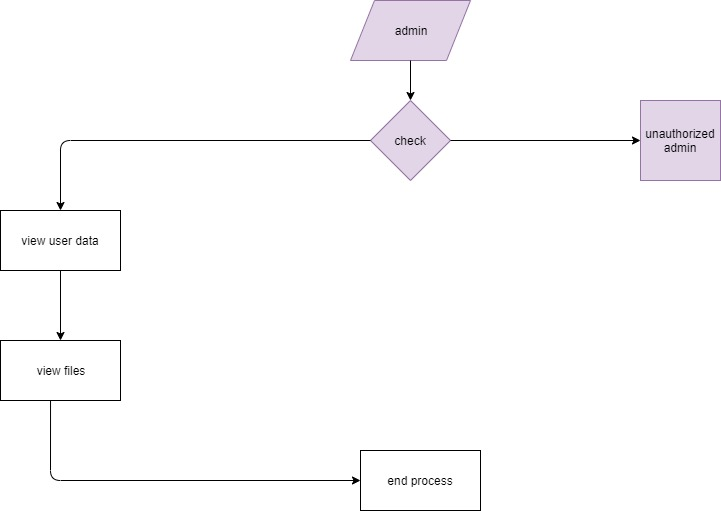 admin
check
unauthorized
admin
view user data
view files
end process